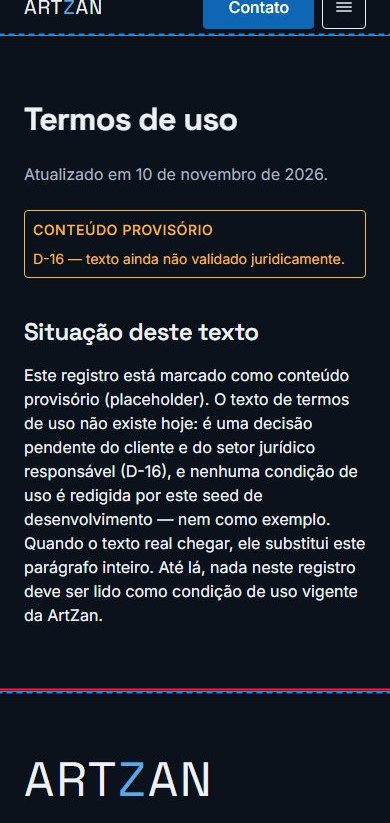 ARTZAN
Contato
Termos de uso
Atualizado em 10 de novembro de 2026.
CONTEÚDO PROVISÓRIO
D-16 — texto ainda não validado juridicamente.
Situação deste texto
Este registro está marcado como conteúdo
provisório (placeholder). O texto de termos
de uso não existe hoje: é uma decisão
pendente do cliente e do setor jurídico
responsável (D-16), e nenhuma condição de
uso é redigida por este seed de
desenvolvimento — nem como exemplo.
Quando o texto real chegar, ele substitui este
parágrafo inteiro. Até lá, nada neste registro
deve ser lido como condição de uso vigente
da ArtZan.
ARTZAN